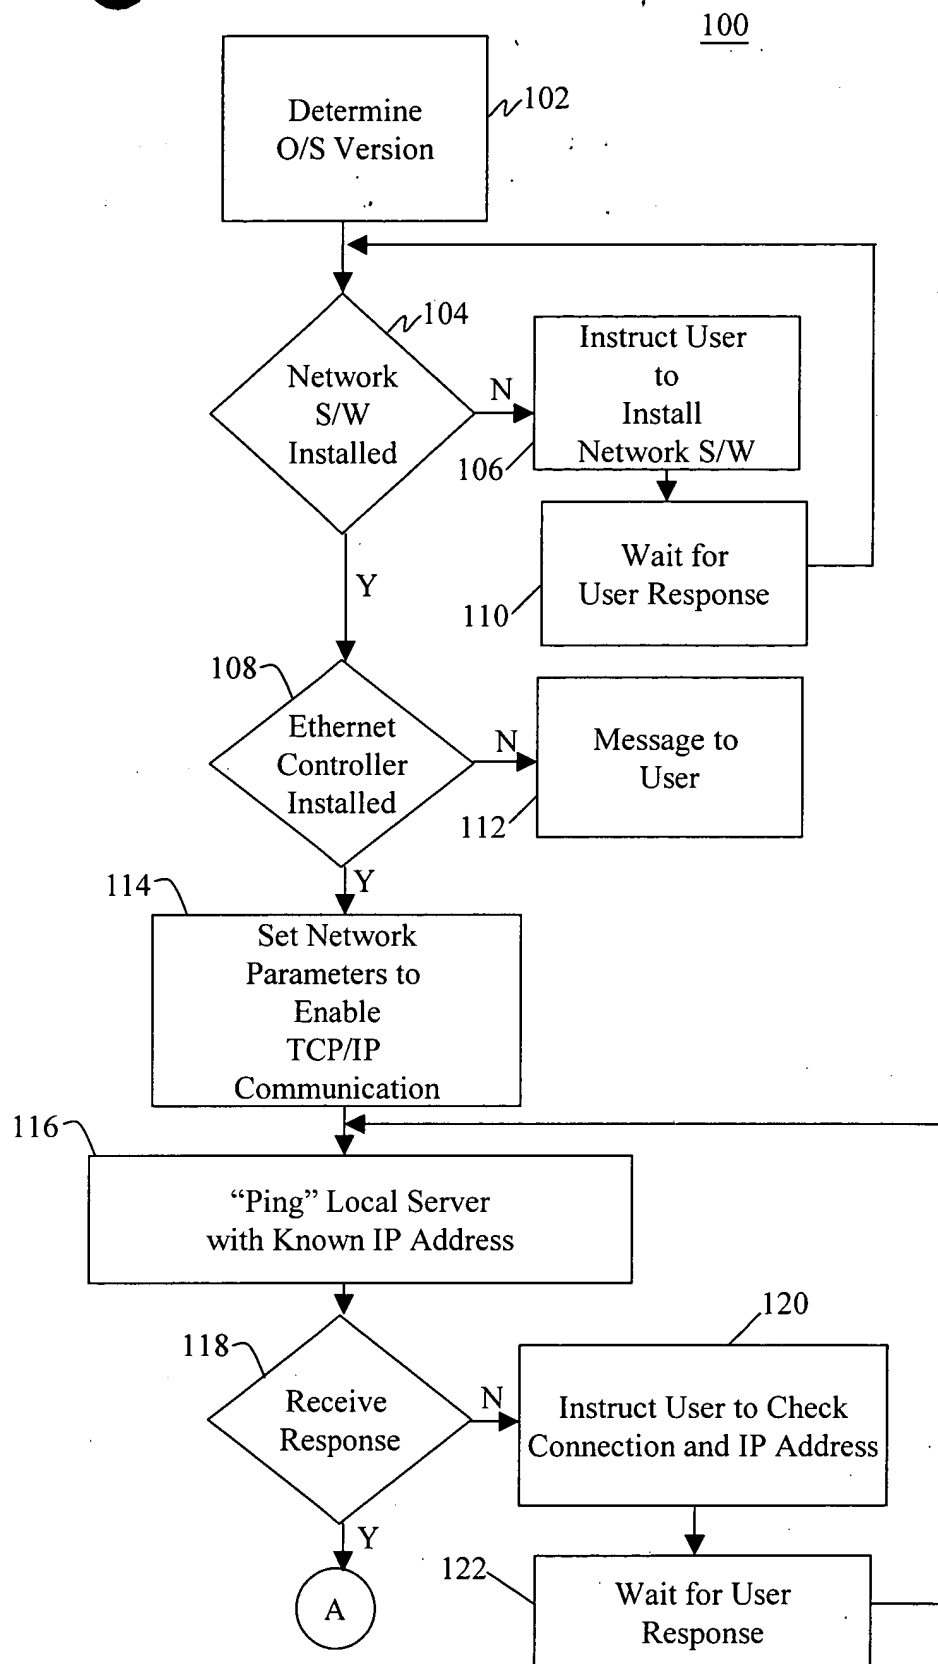 100
Determine
O/S Version
102
104
Network
S/W
Installed
N
Instruct User
to
Install
Network S/W
106
Wait for
User Response
110
Y
108
Ethernet
Controller
Installed
N
Message to
User
112
Y
114
Set Network
Parameters to
Enable
TCP/IP
Communication
116
“Ping” Local Server
with Known IP Address
118
Receive
Response
N
120
Instruct User to Check
Connection and IP Address
Y
A
122
Wait for User
Response